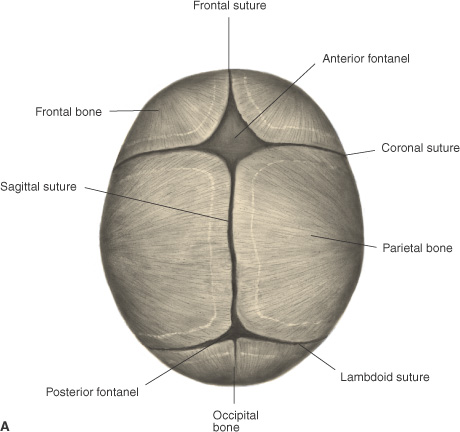 Frontal suture
Anterior fontanel
Frontal bone
Coronal suture
Sagittal suture
Parietal bone
Lambdoid suture
Posterior fontanel
Occipital
bone
A